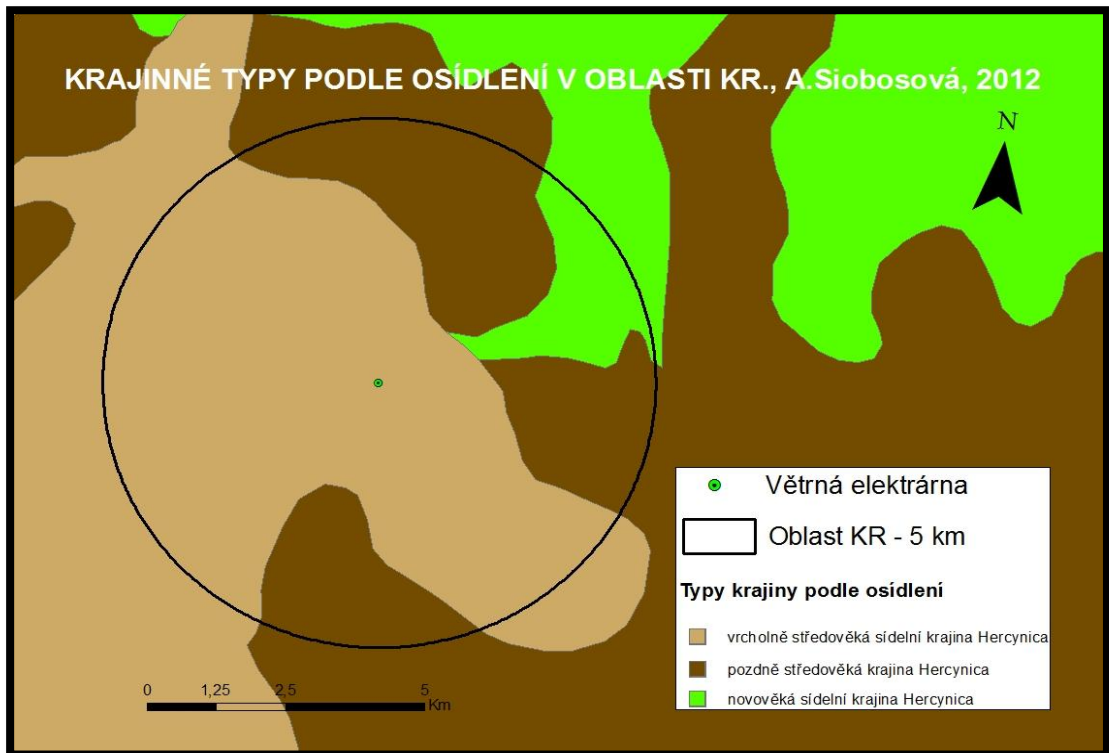 KRAJINNÉ TYPY PODLE OSÍDLENÍ V OBLASTI KR., A.Siobosová, 2012
N
Větrná elektrárna
Oblast KR - 5 km
Typy krajiny podle osídlení
vrcholně středověká sídelní krajina Hercynica
pozdně středověká krajina Hercynica
novověká sídelní krajina Hercynica
0 1,25 2,5 5
Km